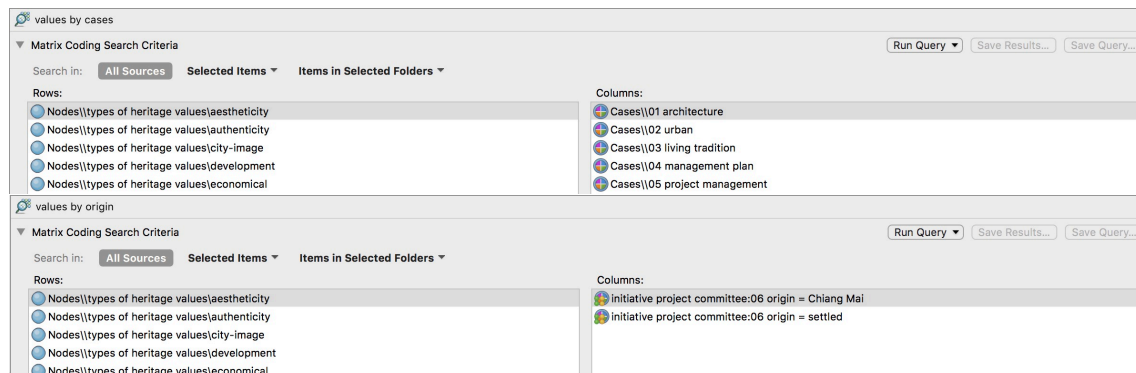 values by cases
Matrix Coding Search Criteria
Run Query
Save Results...
Save Query...
Search in: All Sources Selected Items Items in Selected Folders
Rows:
Columns:
Nodes\\types of heritage values\aestheticity
Nodes\\types of heritage values\authenticity
Nodes\\types of heritage values\city-image
Nodes\\types of heritage values\development
Nodes\\types of heritage values\economical
Cases\\01 architecture
Cases\\02 urban
Cases\\03 living tradition
Cases\\04 management plan
Cases\\05 project management
values by origin
Matrix Coding Search Criteria
Run Query
Save Results...
Save Query...
Search in: All Sources Selected Items Items in Selected Folders
Rows:
Columns:
Nodes\\types of heritage values\aestheticity
Nodes\\types of heritage values\authenticity
Nodes\\types of heritage values\city-image
Nodes\\types of heritage values\development
Nodes\\types of heritage values\economical
initiative project committee:06 origin = Chiang Mai
initiative project committee:06 origin = settled